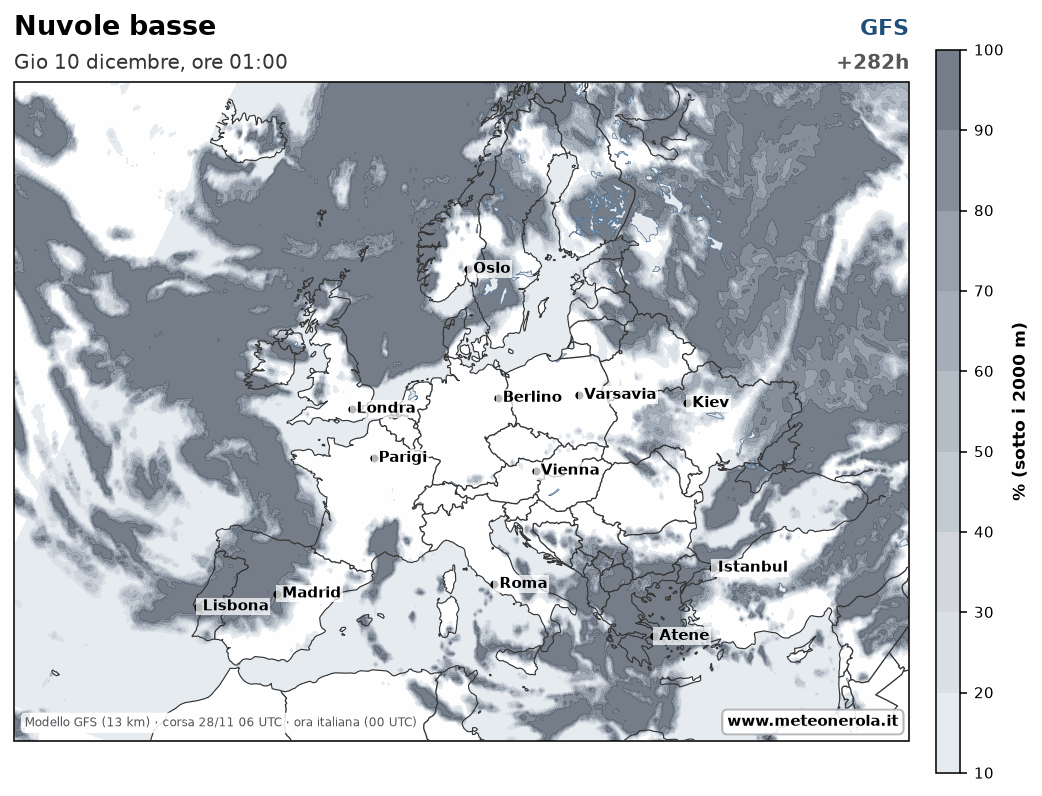 Nuvole basse
GFS
Gio 10 dicembre, ore 01:00
+282h
100
90
80
70
60
50
40
30
20
10
% (sotto i 2000 m)
Oslo
Berlino
Varsavia
Kiev
Londra
Parigi
Vienna
Istanbul
Roma
Madrid
Lisbona
Atene
Modello GFS (13 km) · corsa 28/11 06 UTC · ora italiana (00 UTC)
www.meteonerola.it